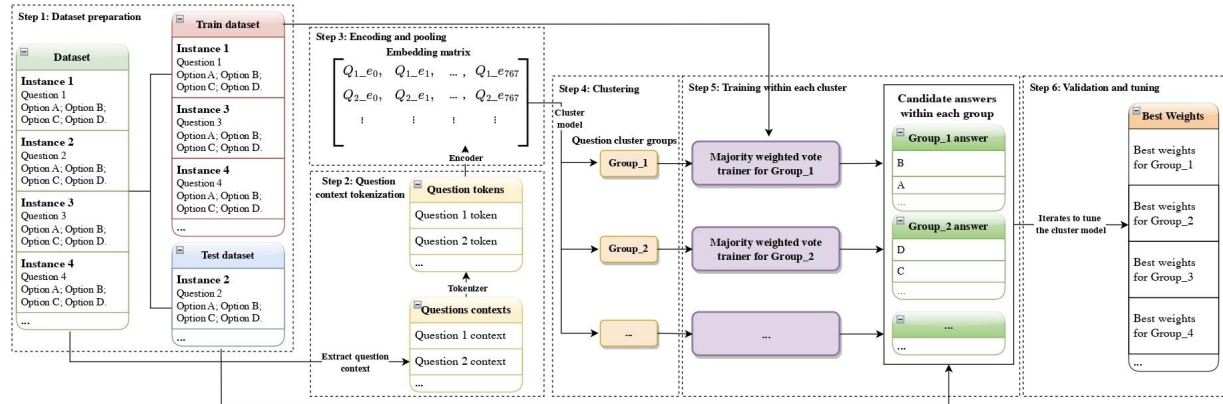 Step 1: Dataset preparation
Dataset
Instance 1
Question 1
Option A; Option B;
Option C; Option D.
Instance 2
Question 2
Option A; Option B;
Option C; Option D.
Instance 3
Question 3
Option A; Option B;
Option C; Option D.
Instance 4
Question 4
Option A; Option B;
Option C; Option D.
...
Train dataset
Instance 1
Question 1
Option A; Option B;
Option C; Option D.
Instance 3
Question 3
Option A; Option B;
Option C; Option D.
Instance 4
Question 4
Option A; Option B;
Option C; Option D.
...
Test dataset
Instance 2
Question 2
Option A; Option B;
Option C; Option D.
...
Extract question
context
Step 2: Question
context tokenization
Questions contexts
Question 1 context
Question 2 context
...
Tokenizer
Question tokens
Question 1 token
Question 2 token
...
Encoder
Step 3: Encoding and pooling
Embedding matrix
Q1_e0, Q1_e1, ... , Q1_e767
Q2_e0, Q2_e1, ... , Q2_e767
⋮ ⋮ ⋮ ⋮
Cluster
model
Step 4: Clustering
Question cluster groups
Group_1
Group_2
...
Step 5: Training within each cluster
Majority weighted vote
trainer for Group_1
Majority weighted vote
trainer for Group_2
...
Candidate answers
within each group
Group_1 answer
B
A
...
Group_2 answer
D
C
...
...
...
Iterates to tune
the cluster model
Step 6: Validation and tuning
Best Weights
Best weights
for Group_1
Best weights
for Group_2
Best weights
for Group_3
Best weights
for Group_4
...